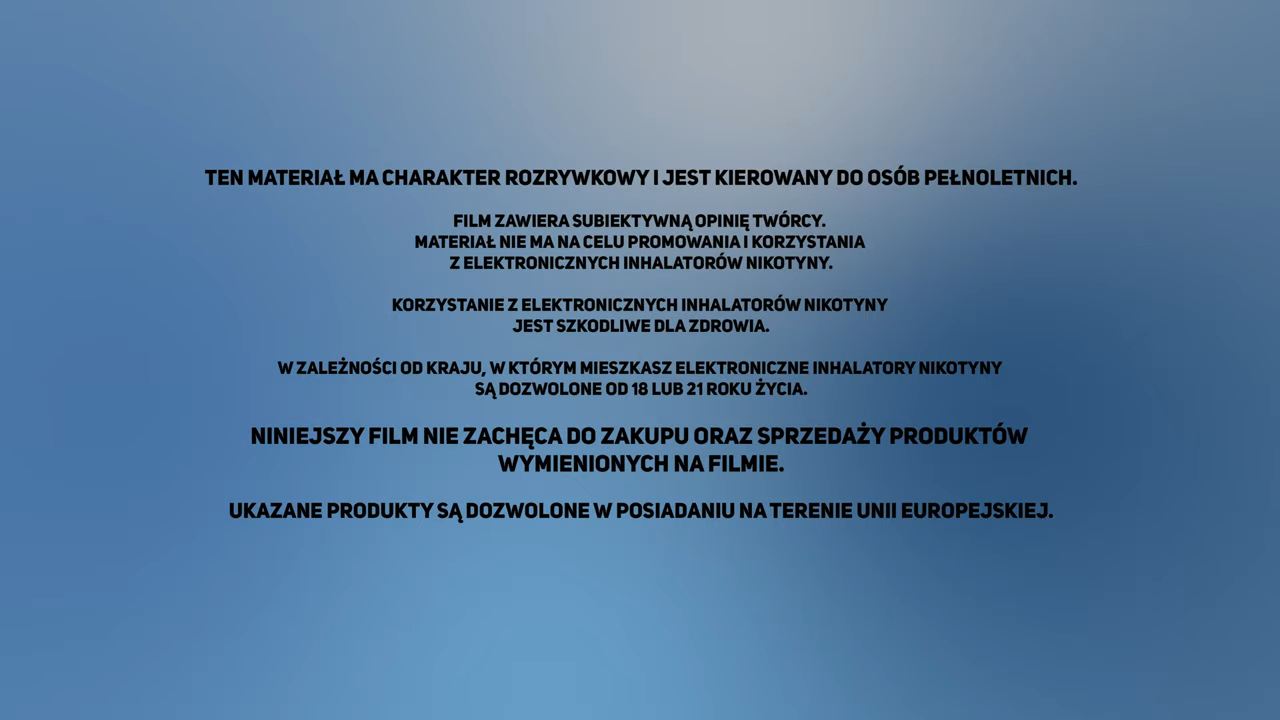 TEN MATERIAŁ MA CHARAKTER ROZRYWKOWY I JEST KIEROWANY DO OSÓB PEŁNOLETNICH.
FILM ZAWIERA SUBIEKTYWNĄ OPINIĘ TWÓRCY.
MATERIAŁ NIE MA NA CELU PROMOWANIA I KORZYSTANIA
Z ELEKTRONICZNYCH INHALATORÓW NIKOTYNY.
KORZYSTANIE Z ELEKTRONICZNYCH INHALATORÓW NIKOTYNY
JEST SZKODLIWE DLA ZDROWIA.
W ZALEŻNOŚCI OD KRAJU, W KTÓRYM MIESZKASZ ELEKTRONICZNE INHALATORY NIKOTYNY
SĄ DOZWOLONE OD 18 LUB 21 ROKU ŻYCIA.
NINIEJSZY FILM NIE ZACHĘCA DO ZAKUPU ORAZ SPRZEDAŻY PRODUKTÓW
WYMIENIONYCH NA FILMIE.
UKAZANE PRODUKTY SĄ DOZWOLONE W POSIADANIU NA TERENIE UNII EUROPEJSKIEJ.